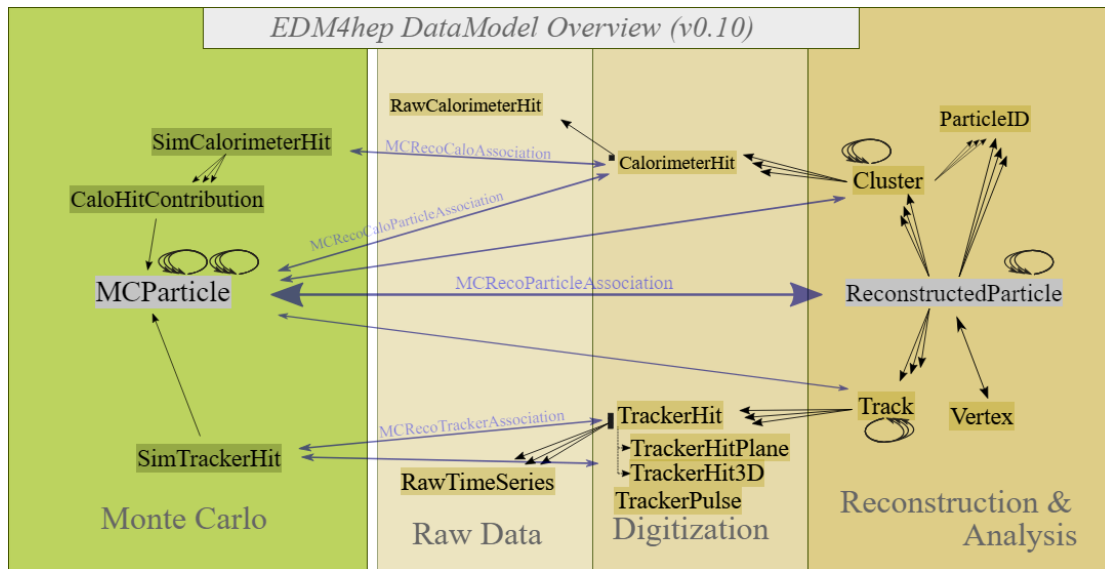 EDM4hep DataModel Overview (v0.10)
RawCalorimeterHit
ParticleID
SimCalorimeterHit
MCRecoCaloAssociation
CalorimeterHit
Cluster
CaloHitContribution
MCRecoCaloParticleAssociation
MCParticle
MCRecoParticleAssociation
ReconstructedParticle
TrackerHit
Track
Vertex
MCRecoTrackerAssociation
TrackerHitPlane
SimTrackerHit
TrackerHit3D
RawTimeSeries
TrackerPulse
Monte Carlo
Raw Data
Digitization
Reconstruction &
Analysis